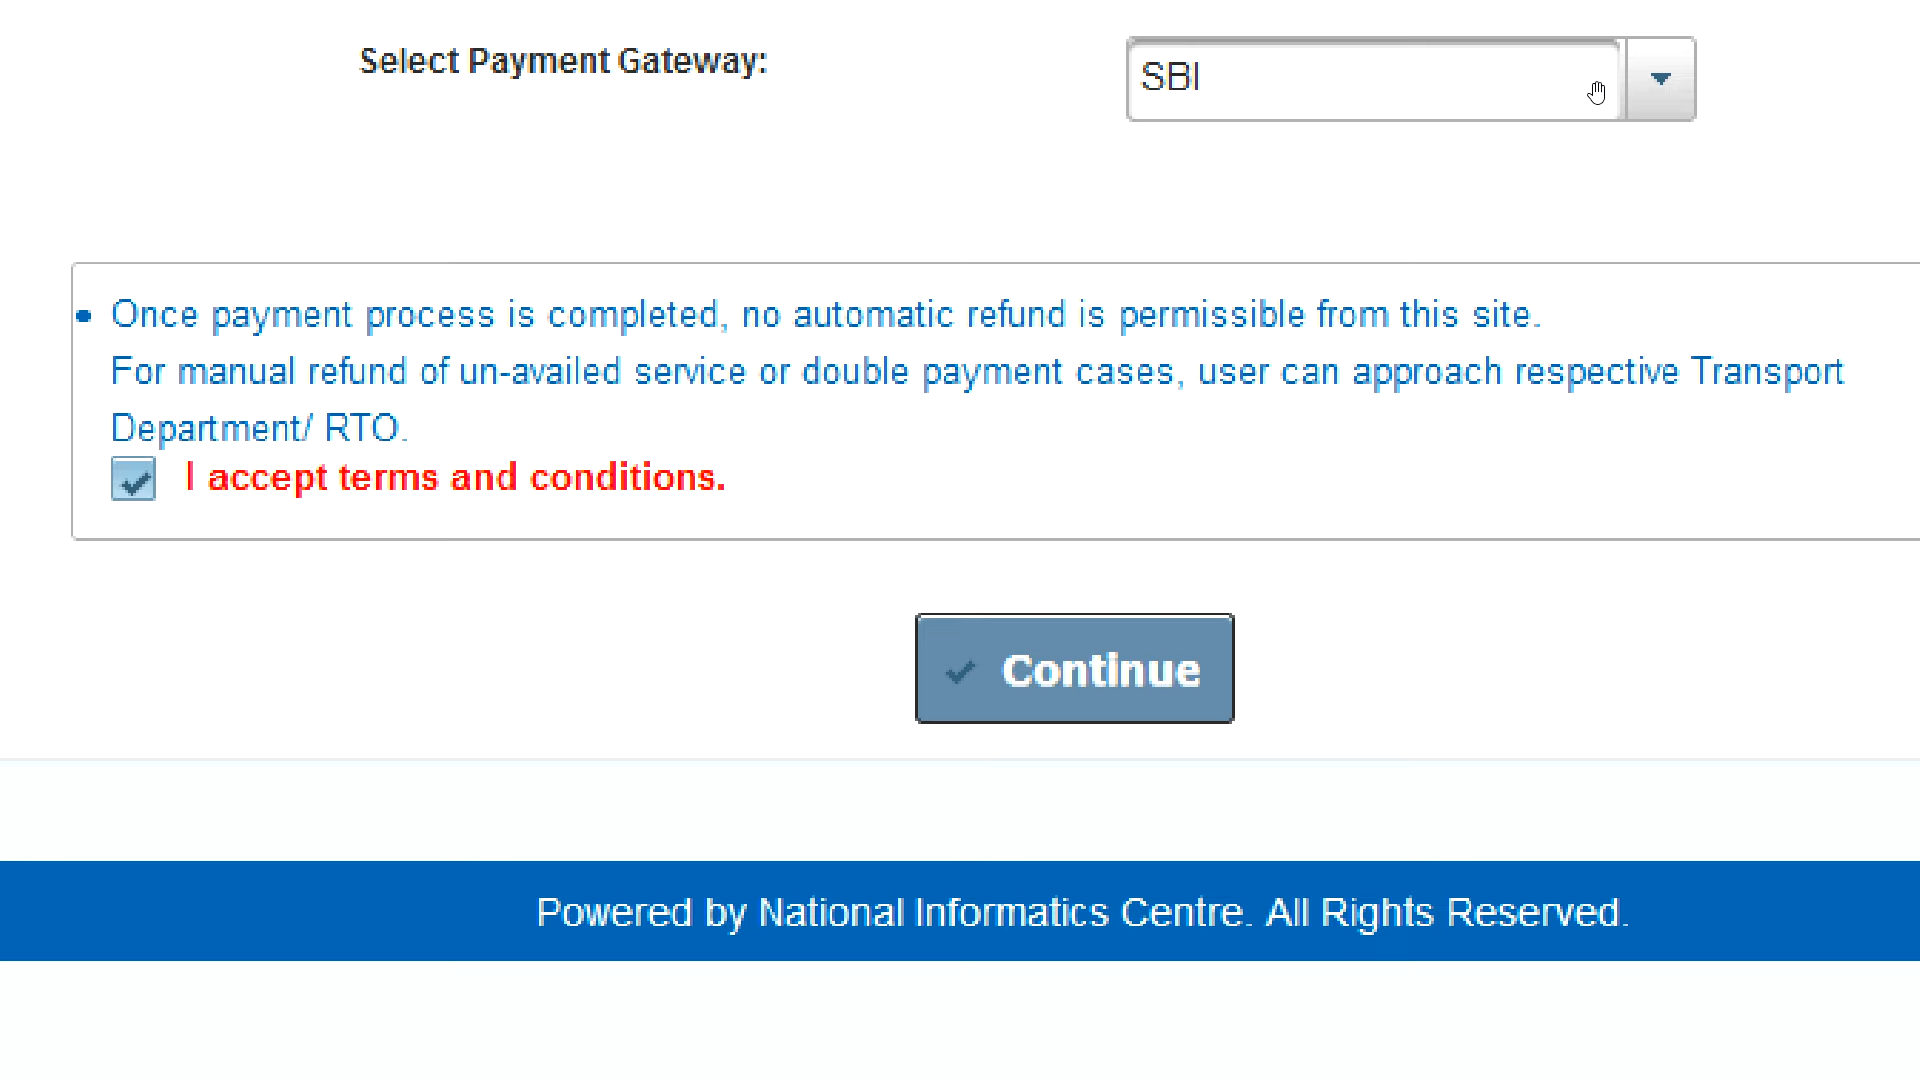 Select Payment Gateway:
SBI
Once payment process is completed, no automatic refund is permissible from this site.
For manual refund of un-availed service or double payment cases, user can approach respective Transport
Department/ RTO.
I accept terms and conditions.
Continue
Powered by National Informatics Centre. All Rights Reserved.